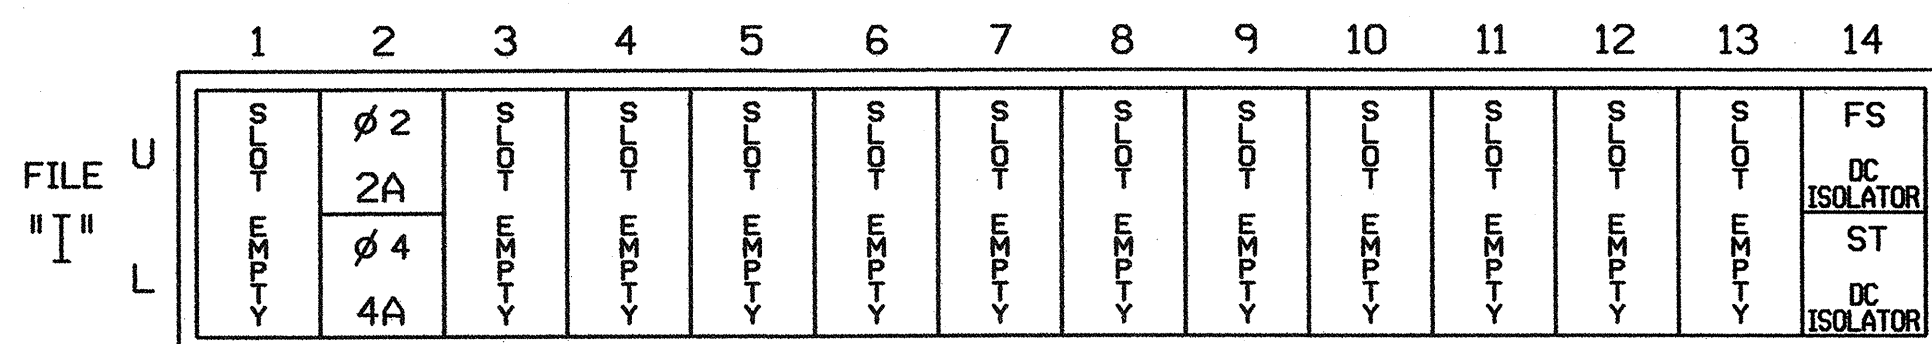 1 2 3 4 5 6 7 8 9 10 11 12 13 14
FILE "I"
U
L
SLOT EMPTY
ø 2
2A
ø 4
4A
SLOT EMPTY
SLOT EMPTY
SLOT EMPTY
SLOT EMPTY
SLOT EMPTY
SLOT EMPTY
SLOT EMPTY
SLOT EMPTY
SLOT EMPTY
SLOT EMPTY
SLOT EMPTY
FS
DC
ISOLATOR
ST
DC
ISOLATOR